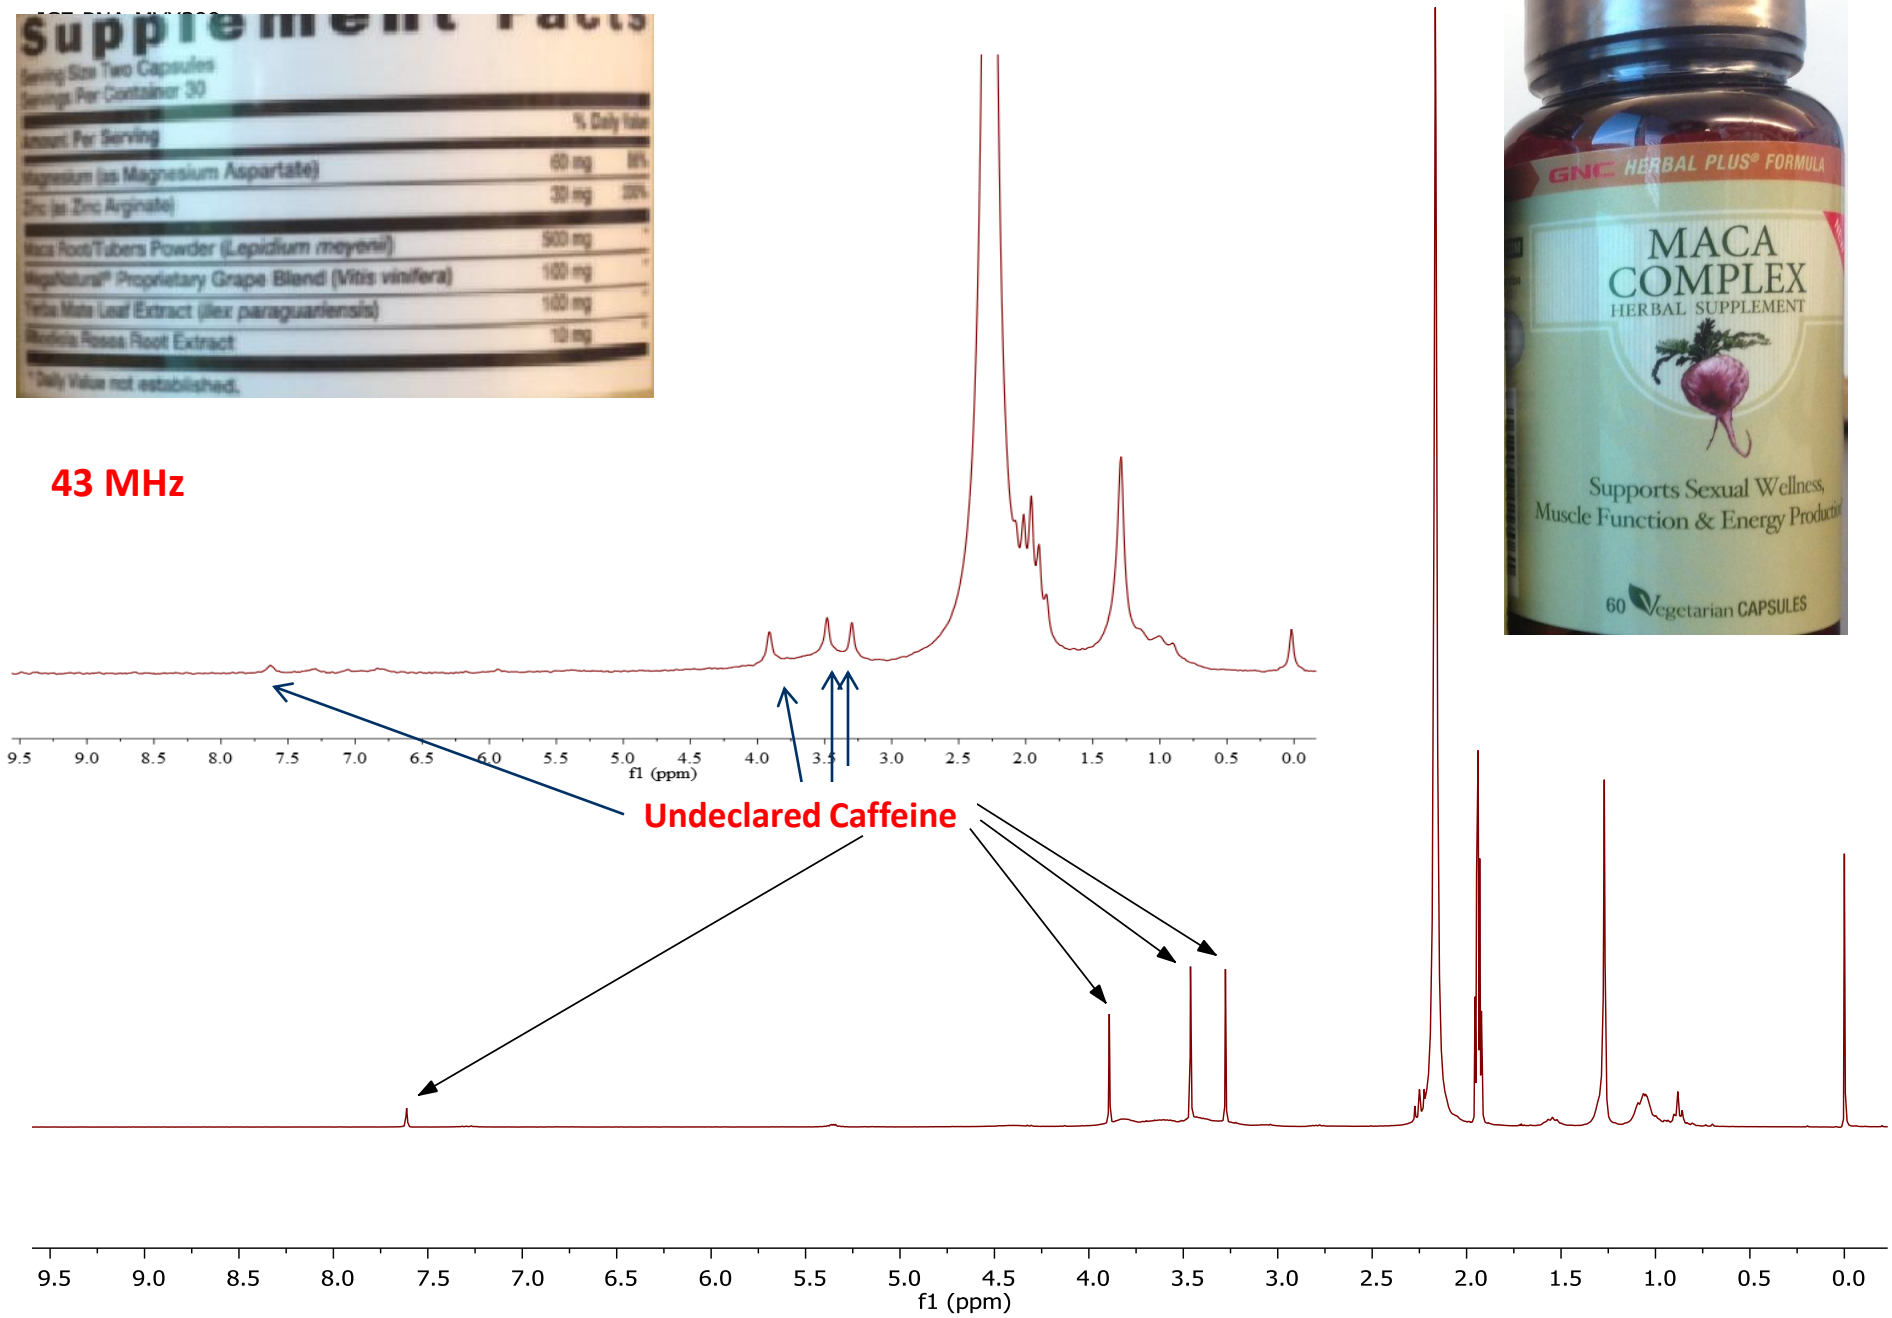 Supplement Facts
Serving Size Two Capsules
Servings Per Container 30
% Daily Value
Amount Per Serving
Magnesium (as Magnesium Aspartate) 60 mg
Zinc (as Zinc Arginate) 30 mg
Maca Root/Tubers Powder (Lepidium meyenii) 500 mg *
MegaNatural® Proprietary Grape Blend (Vitis vinifera) 100 mg *
Yerba Mate Leaf Extract (Ilex paraguariensis) 100 mg *
Rhodiola Rosea Root Extract 10 mg *
* Daily Value not established.
GNC HERBAL PLUS® FORMULA
MACA
COMPLEX
HERBAL SUPPLEMENT
Supports Sexual Wellness,
Muscle Function & Energy Production
60 Vegetarian CAPSULES
43 MHz
9.5 9.0 8.5 8.0 7.5 7.0 6.5 6.0 5.5 5.0 4.5 4.0 3.5 3.0 2.5 2.0 1.5 1.0 0.5 0.0
f1 (ppm)
Undeclared Caffeine
9.5 9.0 8.5 8.0 7.5 7.0 6.5 6.0 5.5 5.0 4.5 4.0 3.5 3.0 2.5 2.0 1.5 1.0 0.5 0.0
f1 (ppm)